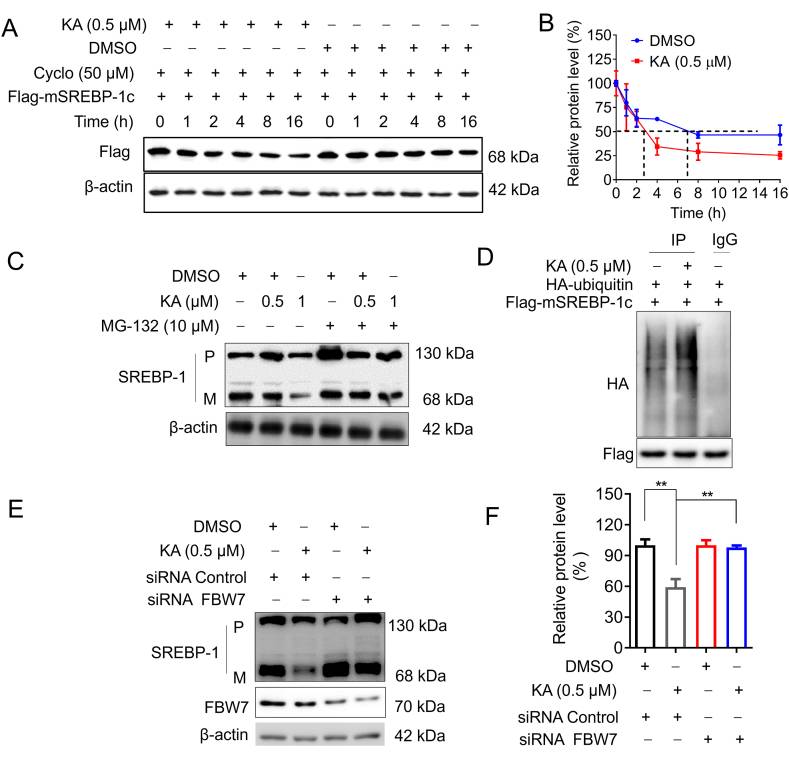 A
KA (0.5 μM) + + + + + + – – – – – –
DMSO – – – – – – + + + + + +
Cyclo (50 μM) + + + + + + + + + + + +
Flag-mSREBP-1c + + + + + + + + + + + +
Time (h) 0 1 2 4 8 16 0 1 2 4 8 16
Flag 68 kDa
β-actin 42 kDa
B
Relative protein level (%)
150
125
100
75
50
25
0
0 2 4 6 8 10 12 14 16
Time (h)
DMSO
KA (0.5 μM)
C
DMSO + + – + + –
KA (μM) – 0.5 1 – 0.5 1
MG-132 (10 μM) – – – + + +
SREBP-1
P 130 kDa
M 68 kDa
β-actin 42 kDa
D
IP IgG
KA (0.5 μM) – + –
HA-ubiquitin + + +
Flag-mSREBP-1c + + +
HA
Flag
E
DMSO + – + –
KA (0.5 μM) – + – +
siRNA Control + + – –
siRNA FBW7 – – + +
SREBP-1
P 130 kDa
M 68 kDa
FBW7 70 kDa
β-actin 42 kDa
F
Relative protein level
(% )
150
120
90
60
30
0
** **
DMSO + – + –
KA (0.5 μM) – + – +
siRNA Control + + – –
siRNA FBW7 – – + +